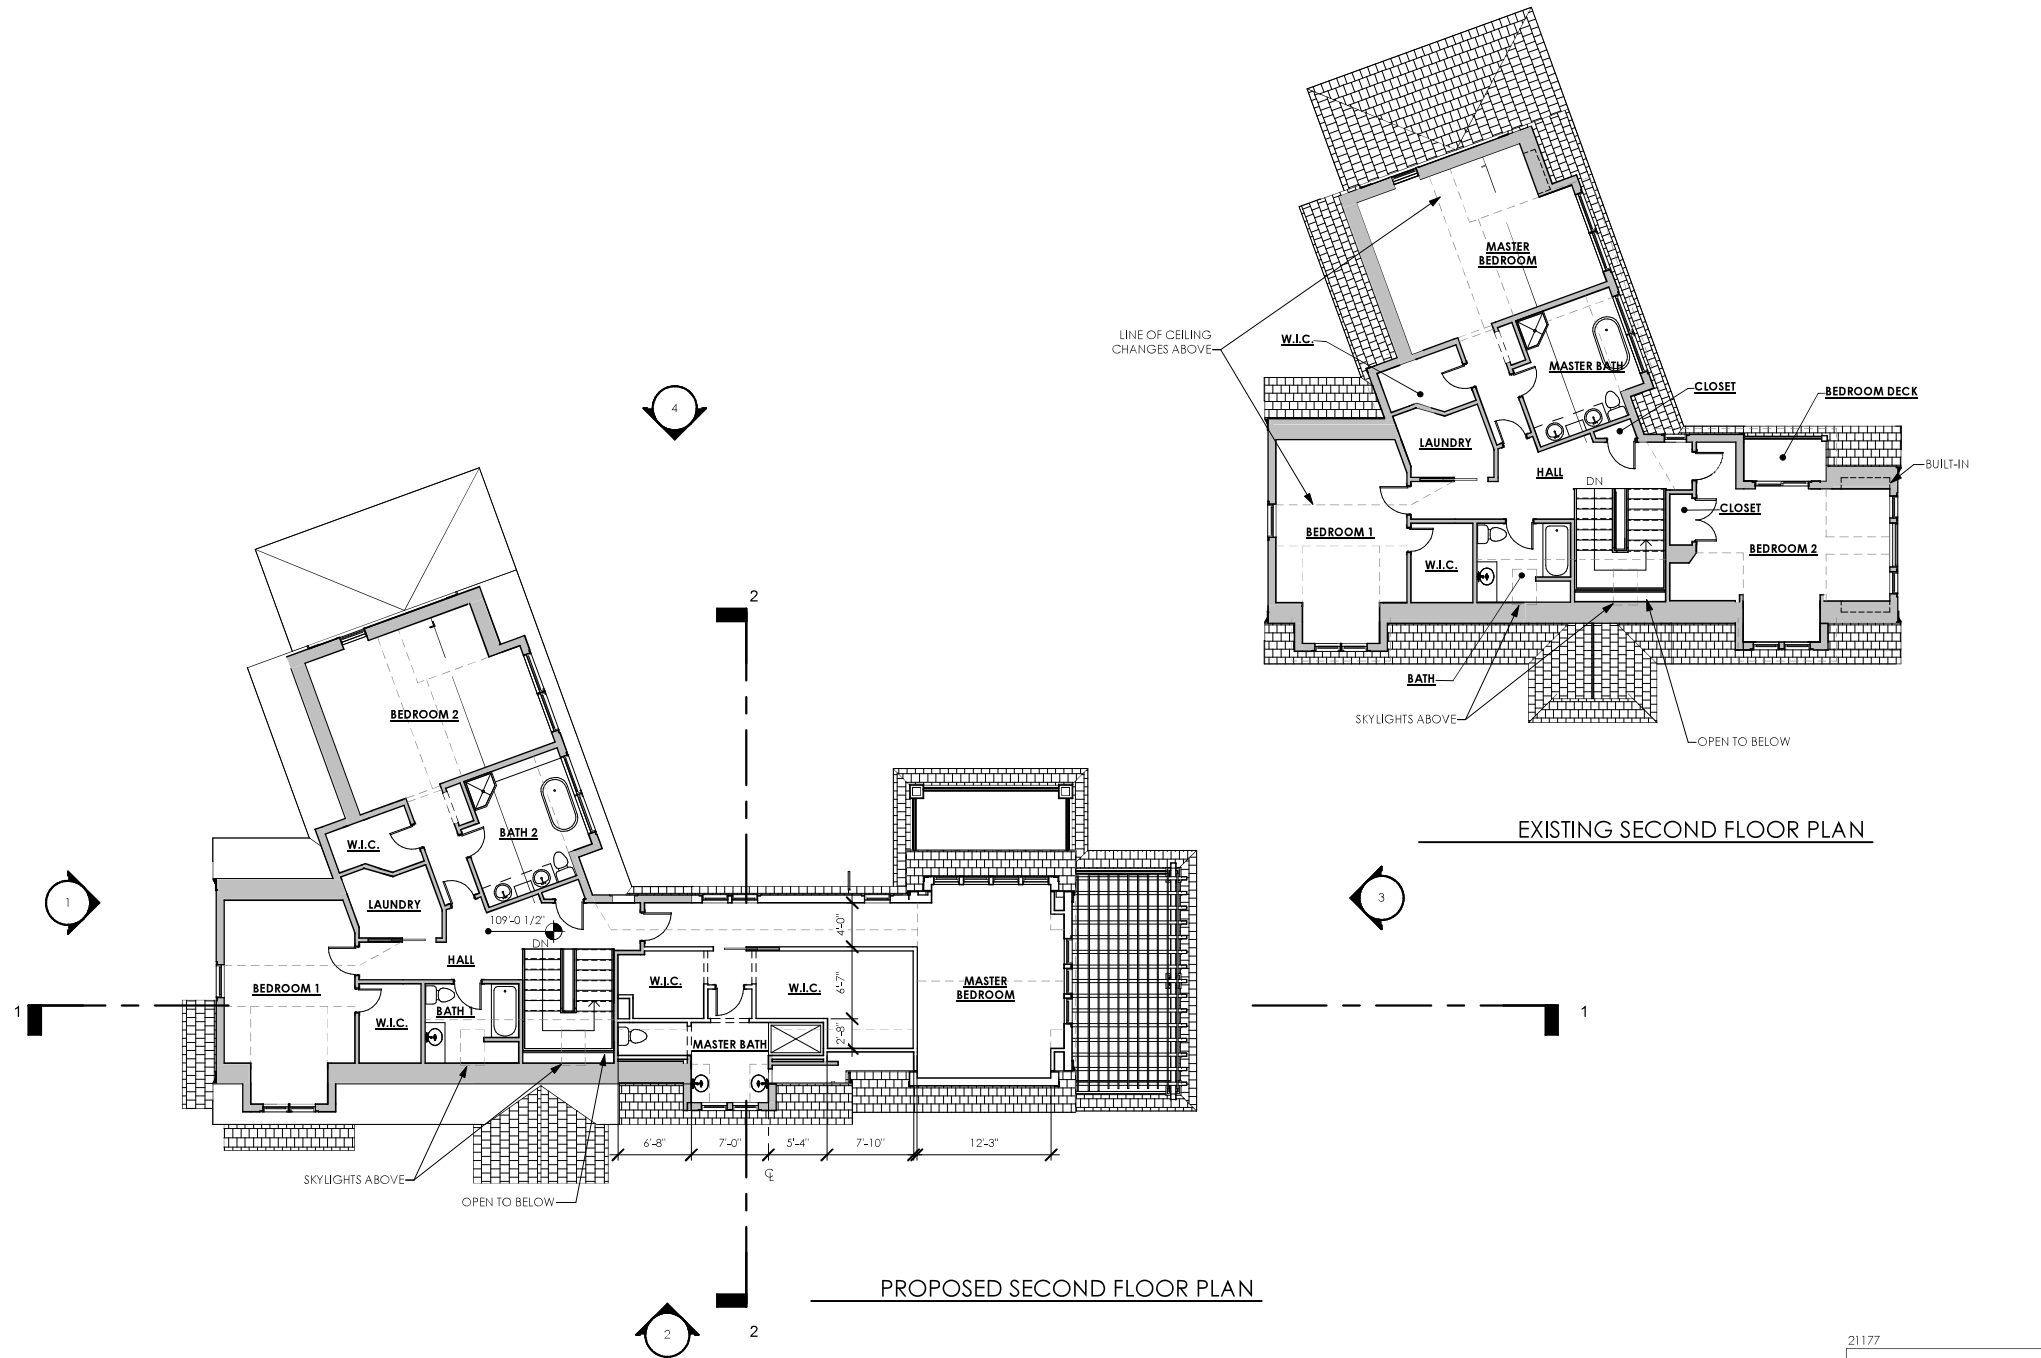 MASTER
BEDROOM
LINE OF CEILING
CHANGES ABOVE
W.I.C.
MASTER BATH
CLOSET
BEDROOM DECK
LAUNDRY
HALL
BUILT-IN
DN
CLOSET
BEDROOM 1
BEDROOM 2
W.I.C.
BATH
SKYLIGHTS ABOVE
OPEN TO BELOW
EXISTING SECOND FLOOR PLAN
4
2
BEDROOM 2
BATH 2
W.I.C.
1
3
LAUNDRY
109'-0 1/2"
DN
4'-0"
HALL
W.I.C.
W.I.C.
6'-7"
MASTER
BEDROOM
BEDROOM 1
1
1
W.I.C.
BATH 1
2'-8"
MASTER BATH
6'-8"
7'-0"
5'-4"
7'-10"
12'-3"
SKYLIGHTS ABOVE
OPEN TO BELOW
PROPOSED SECOND FLOOR PLAN
2
2
21177